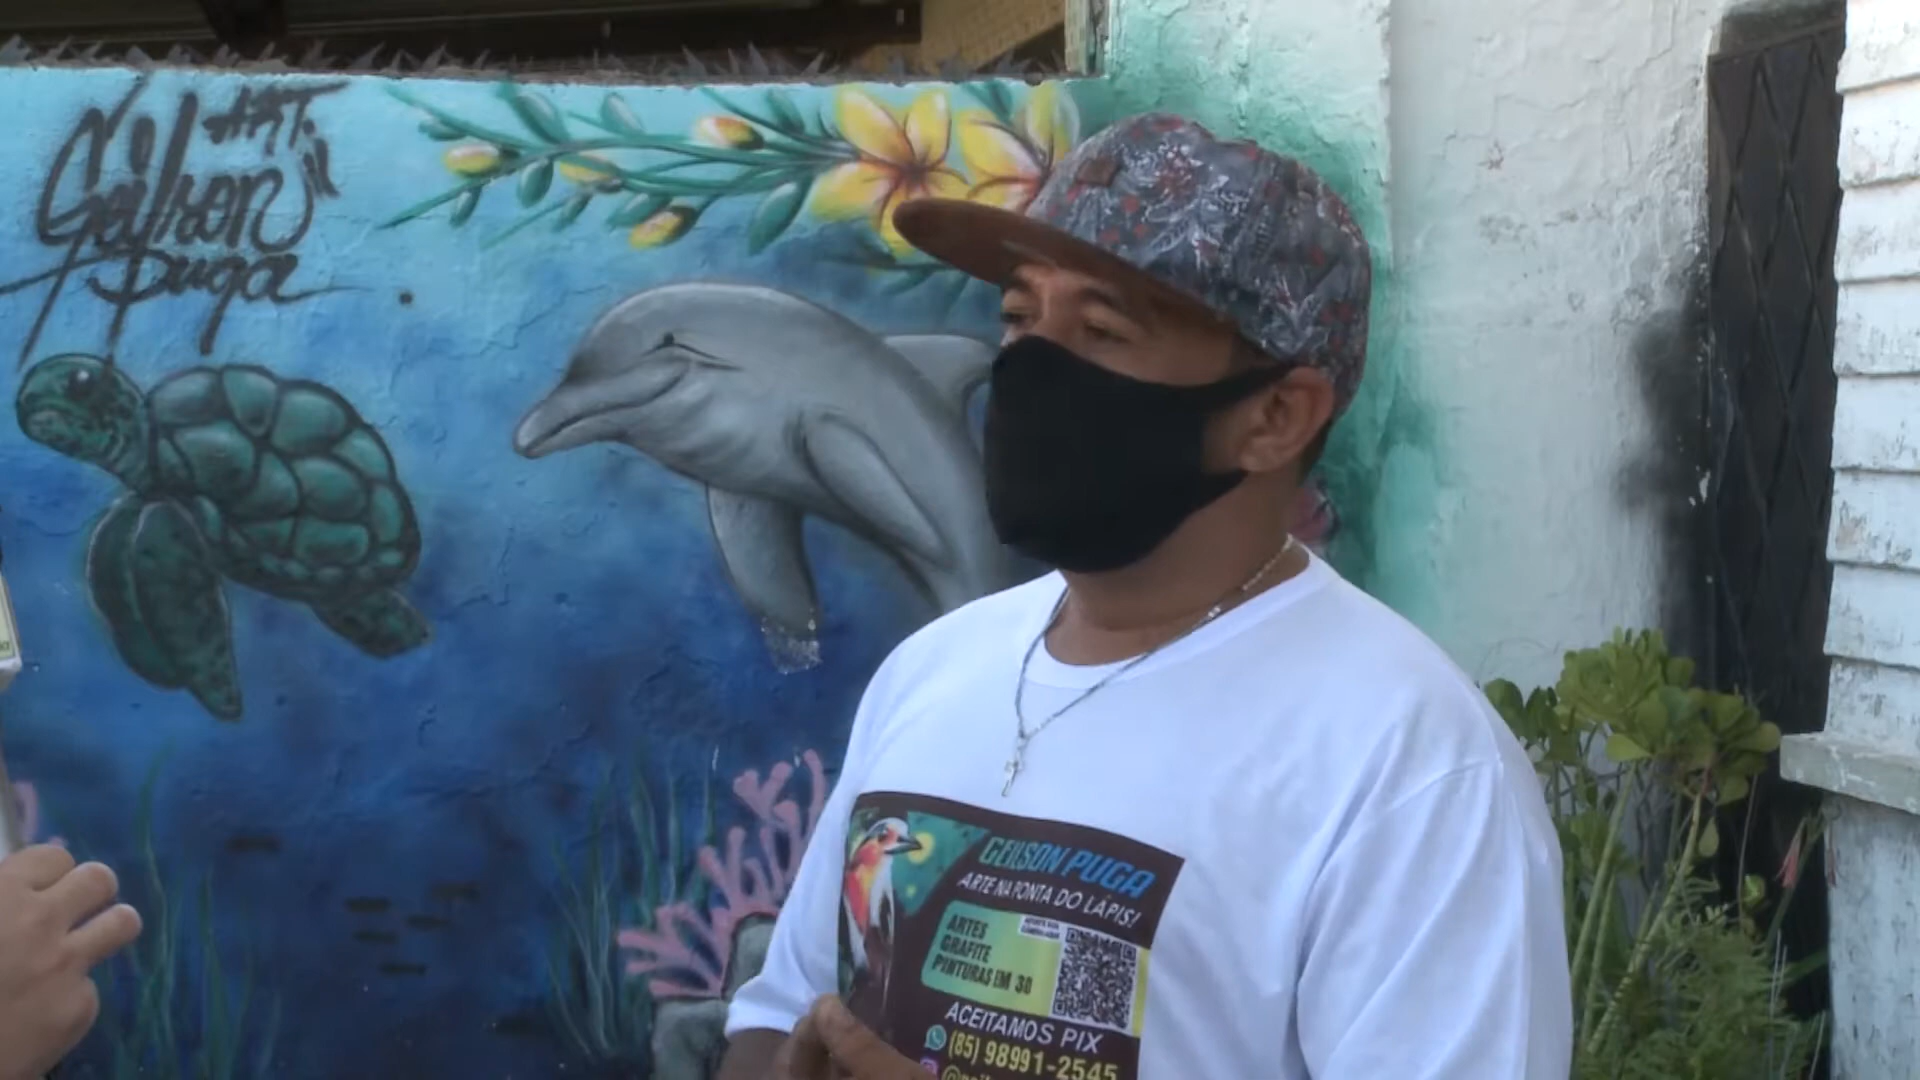 ART.
Geilson
Puga
GEILSON PUGA
ARTE NA PONTA DO LÁPIS!
ARTES
GRAFITE
PINTURAS EM 3D
ACEITAMOS PIX
(85) 98991-2545